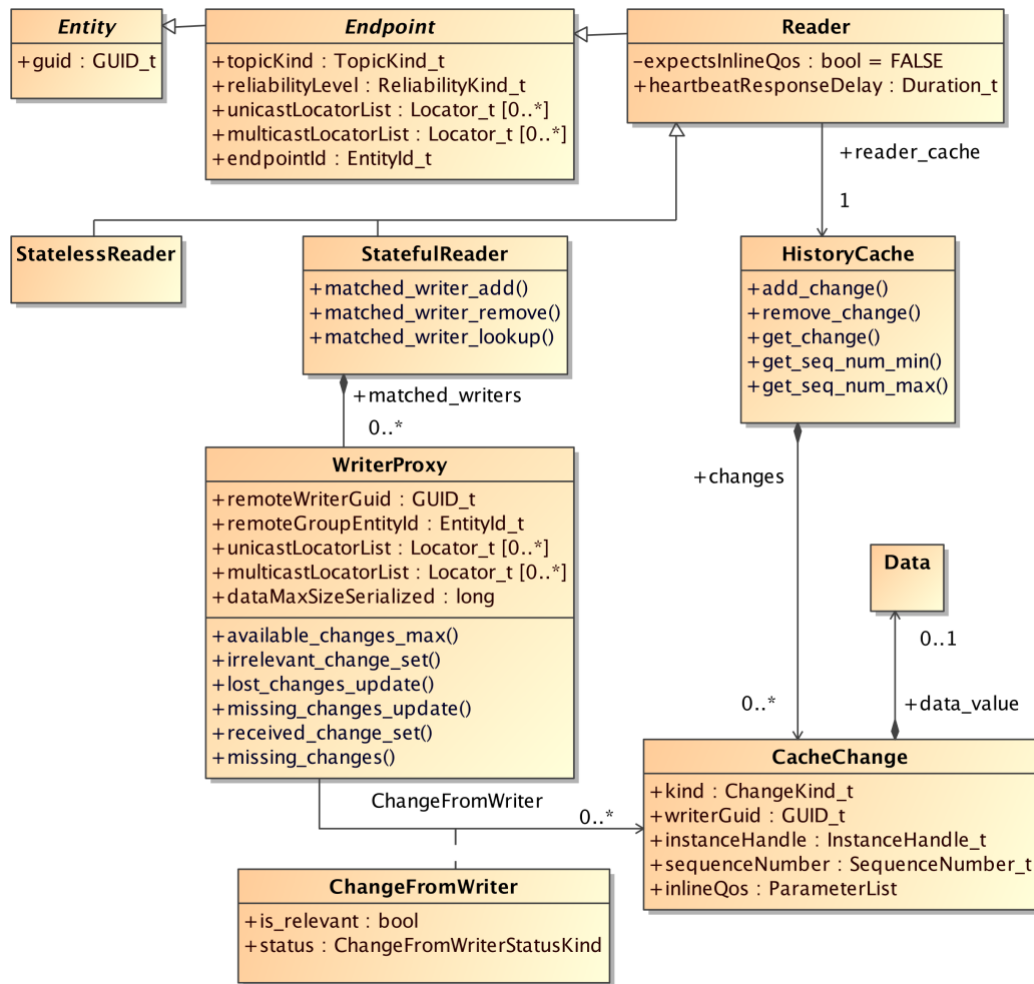 Entity
+guid : GUID_t
Endpoint
+topicKind : TopicKind_t
+reliabilityLevel : ReliabilityKind_t
+unicastLocatorList : Locator_t [0..*]
+multicastLocatorList : Locator_t [0..*]
+endpointId : EntityId_t
Reader
-expectsInlineQos : bool = FALSE
+heartbeatResponseDelay : Duration_t
+reader_cache
1
StatelessReader
StatefulReader
+matched_writer_add()
+matched_writer_remove()
+matched_writer_lookup()
HistoryCache
+add_change()
+remove_change()
+get_change()
+get_seq_num_min()
+get_seq_num_max()
+matched_writers
0..*
WriterProxy
+remoteWriterGuid : GUID_t
+remoteGroupEntityId : EntityId_t
+unicastLocatorList : Locator_t [0..*]
+multicastLocatorList : Locator_t [0..*]
+dataMaxSizeSerialized : long
+available_changes_max()
+irrelevant_change_set()
+lost_changes_update()
+missing_changes_update()
+received_change_set()
+missing_changes()
+changes
0..*
Data
0..1
+data_value
CacheChange
+kind : ChangeKind_t
+writerGuid : GUID_t
+instanceHandle : InstanceHandle_t
+sequenceNumber : SequenceNumber_t
+inlineQos : ParameterList
ChangeFromWriter
0..*
ChangeFromWriter
+is_relevant : bool
+status : ChangeFromWriterStatusKind